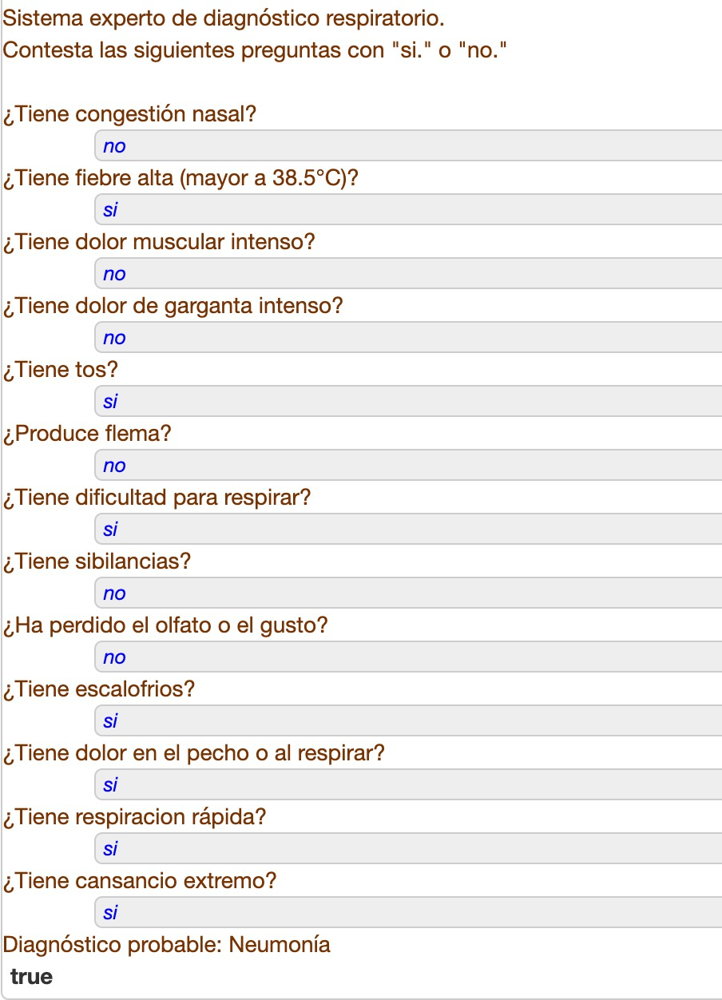 Sistema experto de diagnóstico respiratorio.
Contesta las siguientes preguntas con "si." o "no."
¿Tiene congestión nasal?
no
¿Tiene fiebre alta (mayor a 38.5°C)?
si
¿Tiene dolor muscular intenso?
no
¿Tiene dolor de garganta intenso?
no
¿Tiene tos?
si
¿Produce flema?
no
¿Tiene dificultad para respirar?
si
¿Tiene sibilancias?
no
¿Ha perdido el olfato o el gusto?
no
¿Tiene escalofrios?
si
¿Tiene dolor en el pecho o al respirar?
si
¿Tiene respiracion rápida?
si
¿Tiene cansancio extremo?
si
Diagnóstico probable: Neumonía
true